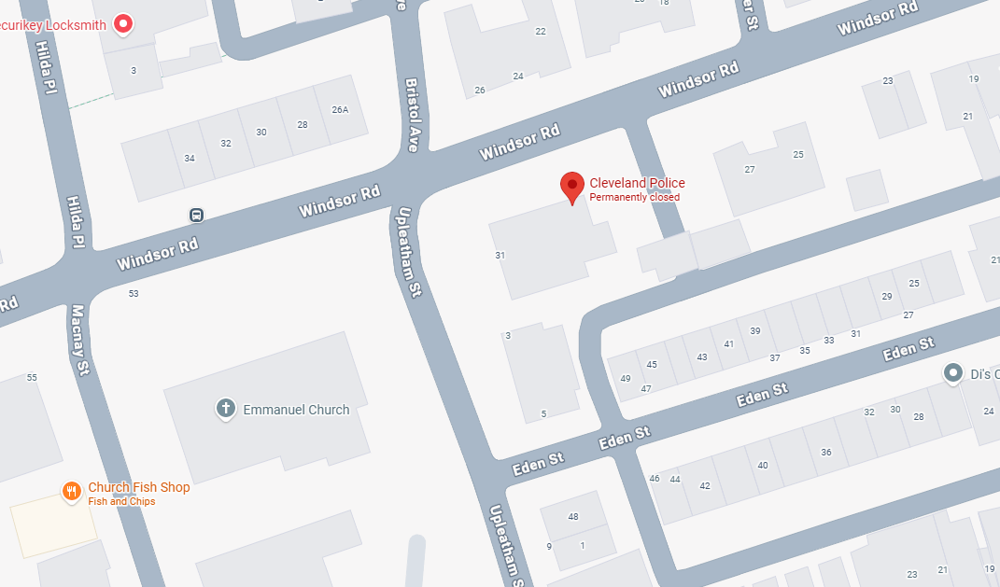 ve
er St
18
Windsor Rd
ecurikey Locksmith
Hilda Pl
3
22
24
26
Windsor Rd
23
19
21
26A
28
30
32
34
Bristol Ave
Windsor Rd
25
27
Cleveland Police
Permanently closed
Windsor Rd
Hilda Pl
Upleatham St
31
Windsor Rd
21
Rd
53
25
29
27
Macnay St
3
39
41
43
45
49
47
31
33
35
37
Eden St
Di's C
55
Emmanuel Church
5
Eden St
32
30
28
24
Eden St
36
40
Eden St
46
44
42
Church Fish Shop
Fish and Chips
Upleatham S
48
9
1
23
21
19